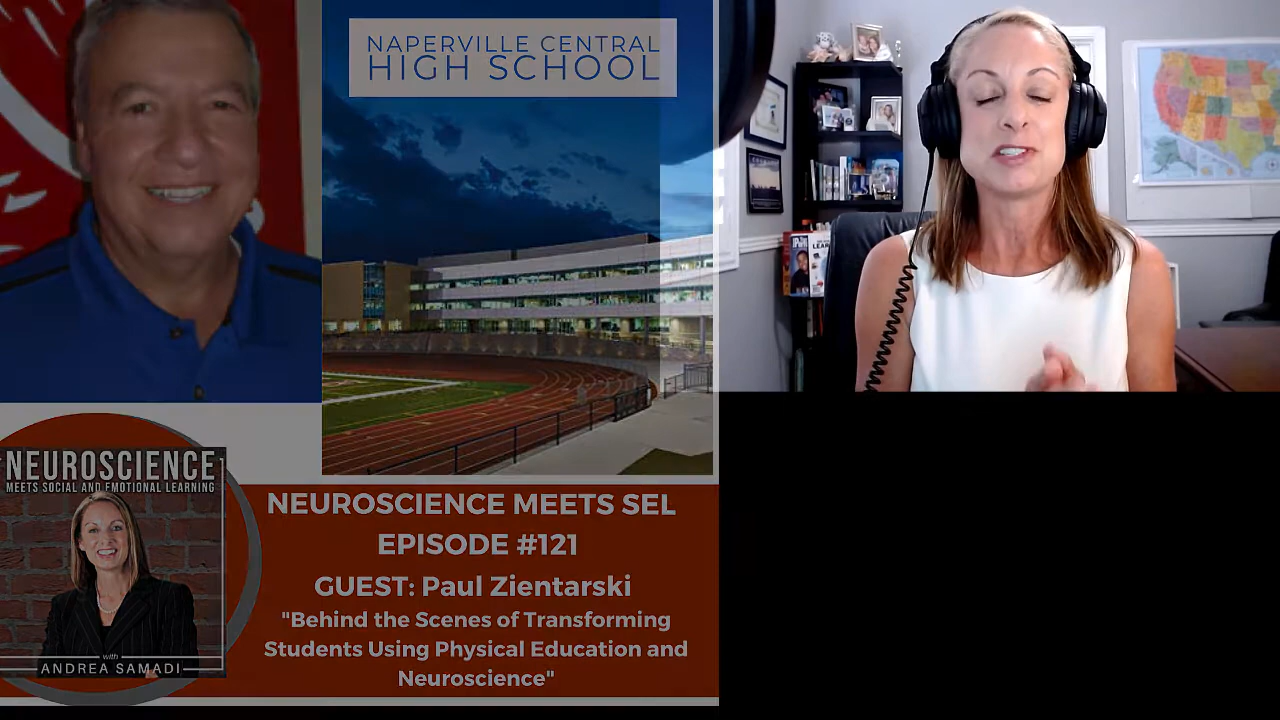 NAPERVILLE CENTRAL
HIGH SCHOOL
NEUROSCIENCE
MEETS SOCIAL AND EMOTIONAL LEARNING
with
ANDREA SAMADI
NEUROSCIENCE MEETS SEL
EPISODE #121
GUEST: Paul Zientarski
"Behind the Scenes of Transforming
Students Using Physical Education and
Neuroscience"